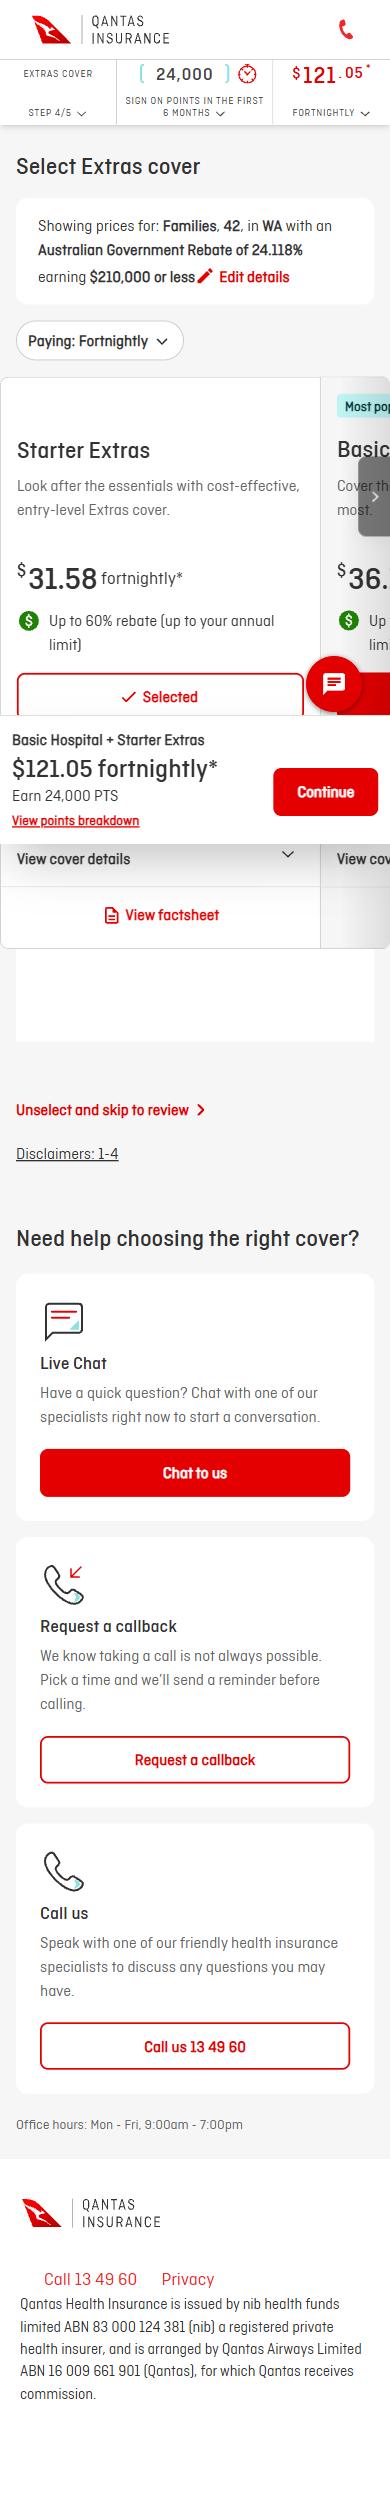 QANTAS
INSURANCE
EXTRAS COVER
24,000
$121.05*
SIGN ON POINTS IN THE FIRST
6 MONTHS
STEP 4/5
FORTNIGHTLY
Select Extras cover
Showing prices for: Families, 42, in WA with an
Australian Government Rebate of 24.118%
earning $210,000 or less Edit details
Paying: Fortnightly
Most pop
Starter Extras
Basic
Look after the essentials with cost-effective,
entry-level Extras cover.
Cover th
most.
$31.58 fortnightly*
$36.
Up to 60% rebate (up to your annual
limit)
Up
lim
Selected
Basic Hospital + Starter Extras
$121.05 fortnightly*
Earn 24,000 PTS
View points breakdown
Continue
View cover details
View cov
View factsheet
Unselect and skip to review
Disclaimers: 1-4
Need help choosing the right cover?
Live Chat
Have a quick question? Chat with one of our
specialists right now to start a conversation.
Chat to us
Request a callback
We know taking a call is not always possible.
Pick a time and we'll send a reminder before
calling.
Request a callback
Call us
Speak with one of our friendly health insurance
specialists to discuss any questions you may
have.
Call us 13 49 60
Office hours: Mon - Fri, 9:00am - 7:00pm
QANTAS
INSURANCE
Call 13 49 60 Privacy
Qantas Health Insurance is issued by nib health funds
limited ABN 83 000 124 381 (nib) a registered private
health insurer, and is arranged by Qantas Airways Limited
ABN 16 009 661 901 (Qantas), for which Qantas receives
commission.